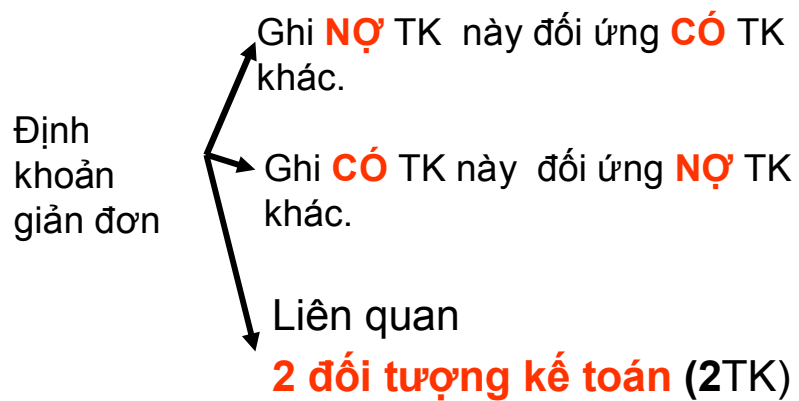 Định
khoản
giản đơn
Ghi NỢ TK này đối ứng CÓ TK
khác.
Ghi CÓ TK này đối ứng NỢ TK
khác.
Liên quan
2 đối tượng kế toán (2TK)